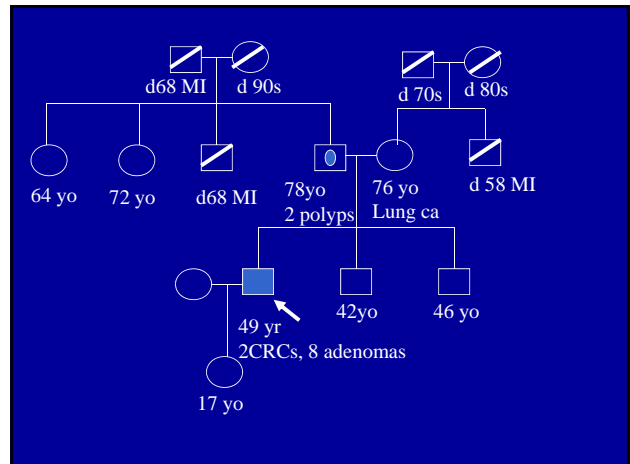 d68 MI
d 90s
d 70s
d 80s
64 yo
72 yo
d68 MI
78yo
2 polyps
76 yo
Lung ca
d 58 MI
49 yr
2CRCs, 8 adenomas
42yo
46 yo
17 yo